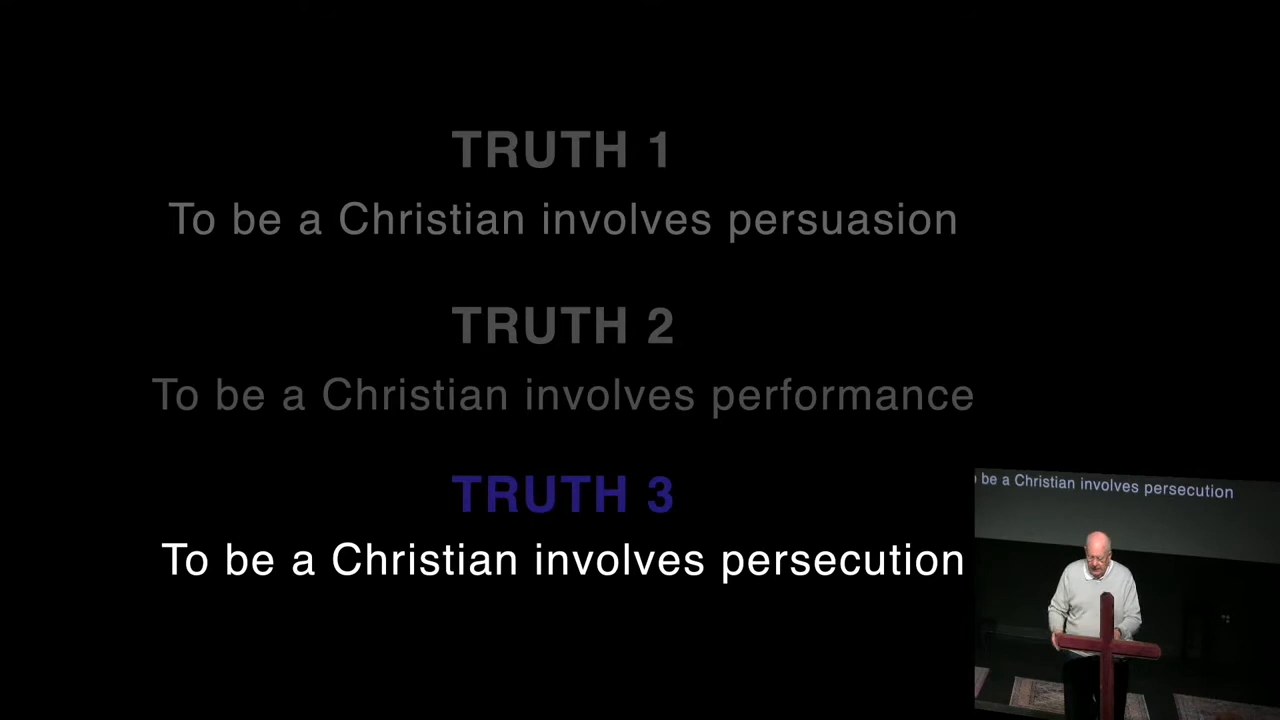 TRUTH 1
To be a Christian involves persuasion
TRUTH 2
To be a Christian involves performance
TRUTH 3
To be a Christian involves persecution
be a Christian involves persecution